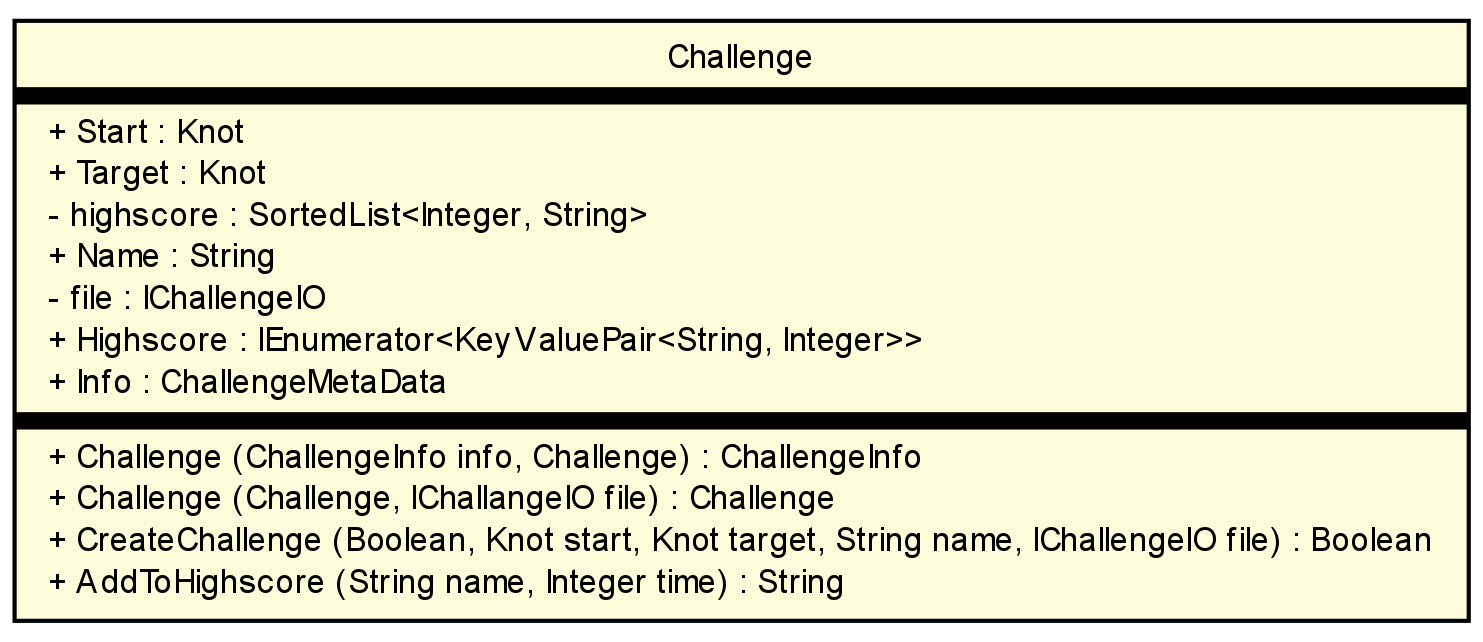 Challenge
+ Start : Knot
+ Target : Knot
- highscore : SortedList<Integer, String>
+ Name : String
- file : IChallengeIO
+ Highscore : IEnumerator<KeyValuePair<String, Integer>>
+ Info : ChallengeMetaData
+ Challenge (ChallengeInfo info, Challenge) : ChallengeInfo
+ Challenge (Challenge, IChallangeIO file) : Challenge
+ CreateChallenge (Boolean, Knot start, Knot target, String name, IChallengeIO file) : Boolean
+ AddToHighscore (String name, Integer time) : String